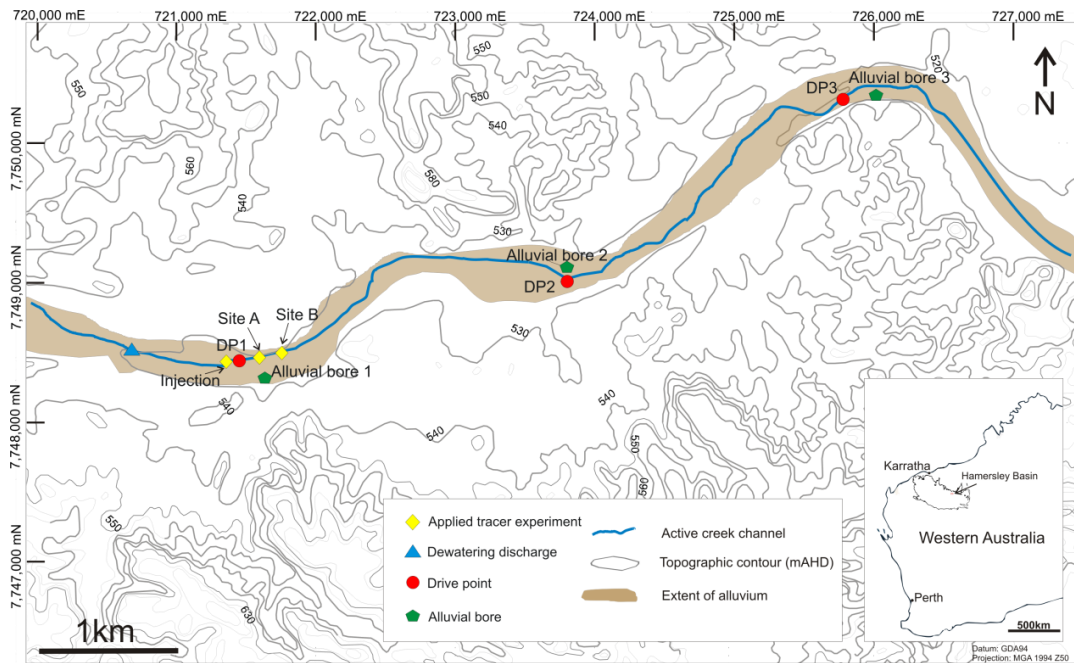 720,000 mE
721,000 mE
722,000 mE
723,000 mE
724,000 mE
725,000 mE
726,000 mE
727,000 mE
7,750,000 mN
7,749,000 mN
7,748,000 mN
7,747,000 mN
550
550
540
520
DP3
Alluvial bore 3
N
540
560
580
540
530
530
Alluvial bore 2
DP2
Site A
Site B
DP1
Injection
Alluvial bore 1
540
540
540
550
560
550
630
Applied tracer experiment
Dewatering discharge
Drive point
Alluvial bore
Active creek channel
Topographic contour (mAHD)
Extent of alluvium
Karratha
Hamersley Basin
Western Australia
Perth
500km
1km
Datum: GDA94
Projection: MGA 1994 Z50